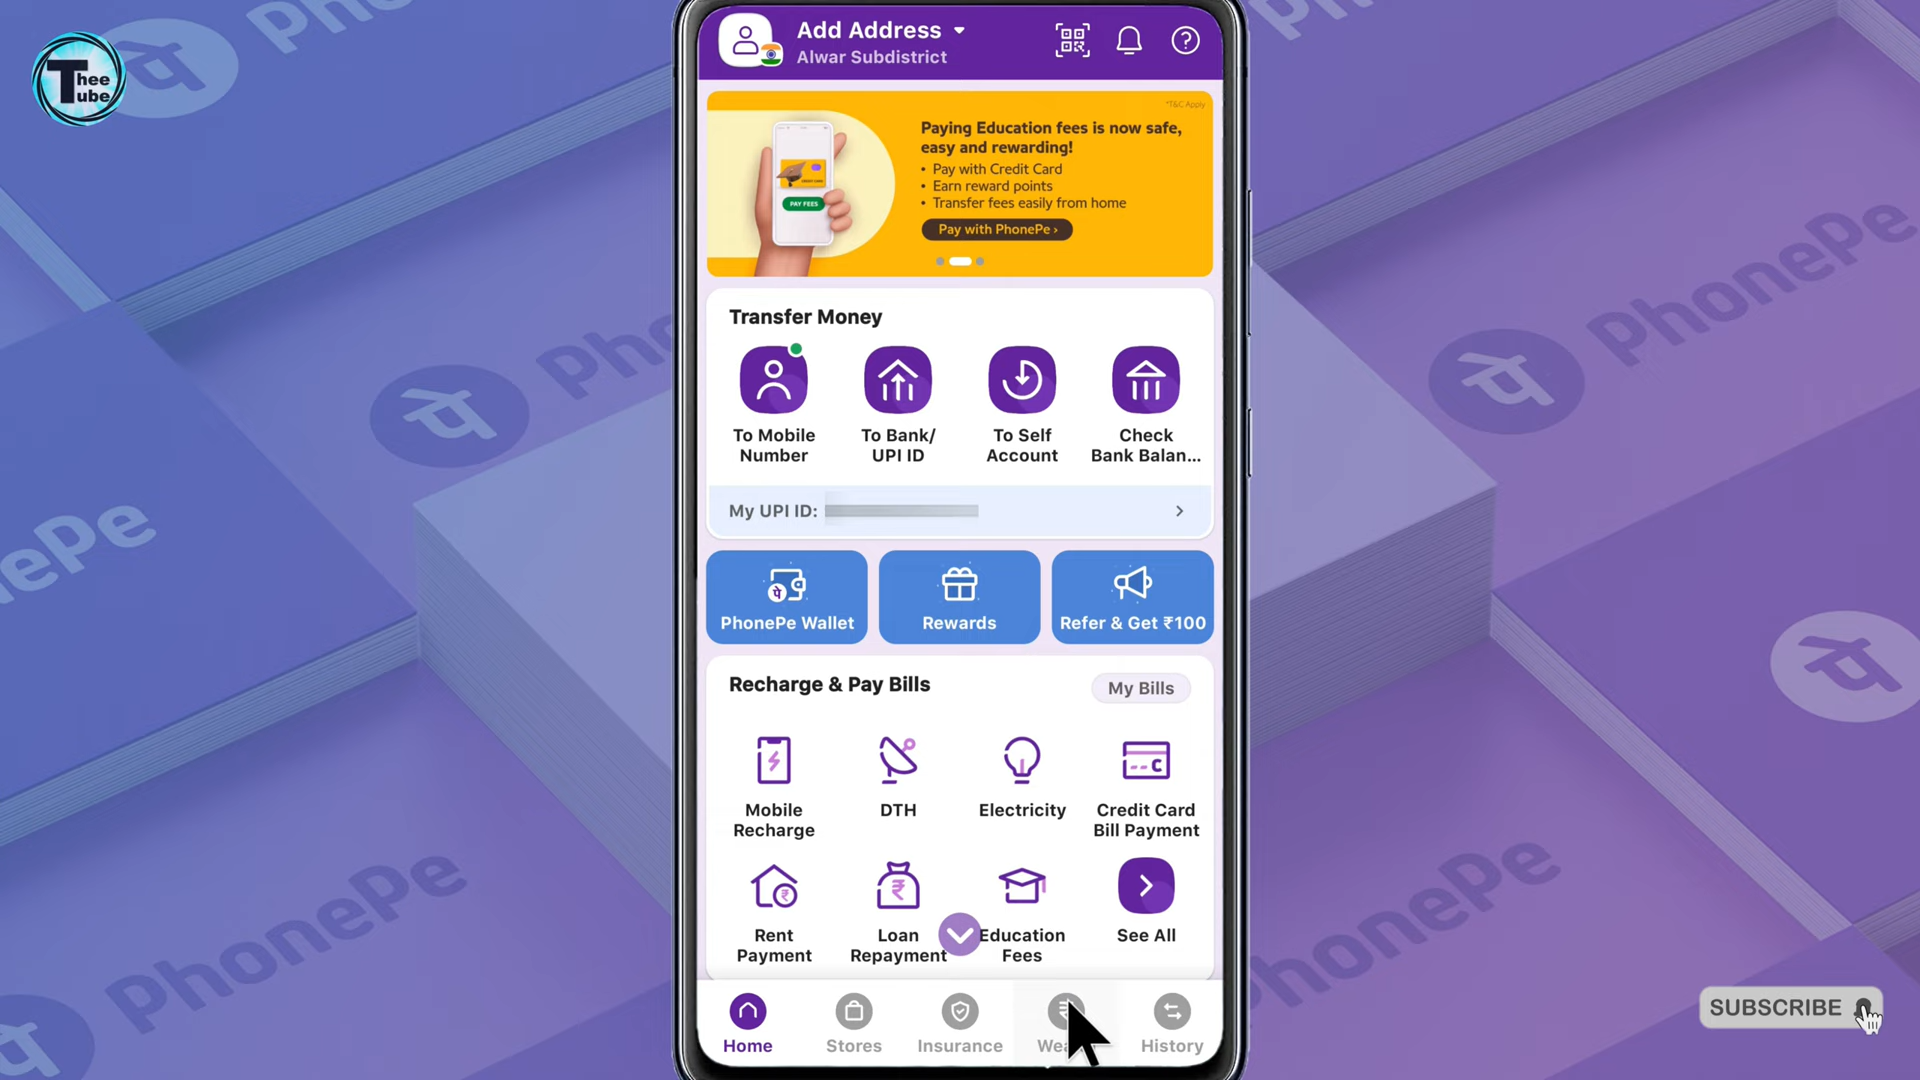 Thee
Tube
Add Address
Alwar Subdistrict
*T&C Apply
Paying Education fees is now safe,
easy and rewarding!
• Pay with Credit Card
• Earn reward points
• Transfer fees easily from home
Pay with PhonePe ›
PAY FEES
Transfer Money
To Mobile
Number
To Bank/
UPI ID
To Self
Account
Check
Bank Balan...
My UPI ID:
PhonePe Wallet
Rewards
Refer & Get ₹100
Recharge & Pay Bills
My Bills
Mobile
Recharge
DTH
Electricity
Credit Card
Bill Payment
Rent
Payment
Loan
Repayment
Education
Fees
See All
Home
Stores
Insurance
History
SUBSCRIBE
पे
PhonePe
पे
PhonePe
PhonePe
पे
PhonePe
पे
PhonePe